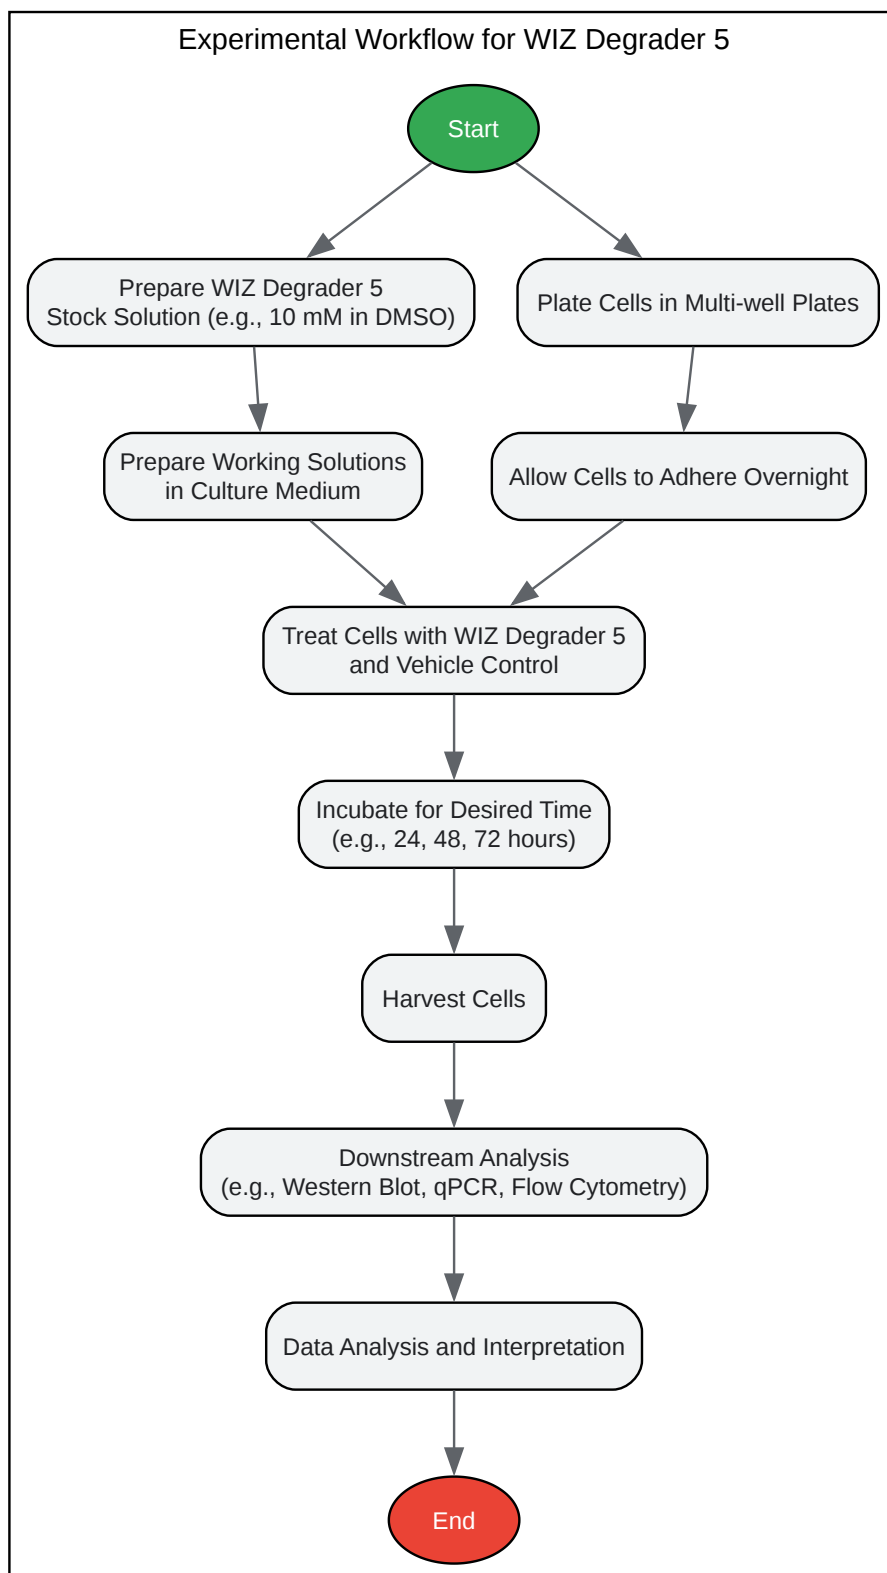 Experimental Workflow for WIZ Degrader 5
Start
Prepare WIZ Degrader 5
Stock Solution (e.g., 10 mM in DMSO)
Plate Cells in Multi-well Plates
Prepare Working Solutions
in Culture Medium
Allow Cells to Adhere Overnight
Treat Cells with WIZ Degrader 5
and Vehicle Control
Incubate for Desired Time
(e.g., 24, 48, 72 hours)
Harvest Cells
Downstream Analysis
(e.g., Western Blot, qPCR, Flow Cytometry)
Data Analysis and Interpretation
End